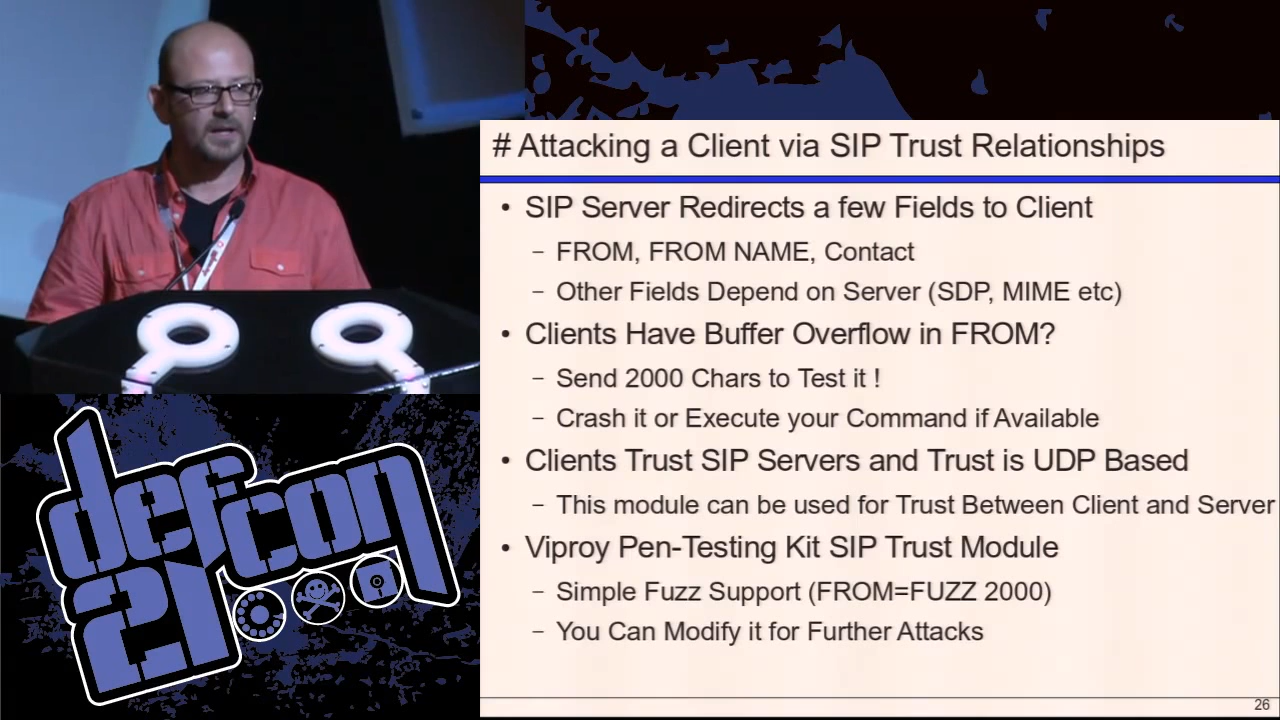 # Attacking a Client via SIP Trust Relationships
• SIP Server Redirects a few Fields to Client
– FROM, FROM NAME, Contact
– Other Fields Depend on Server (SDP, MIME etc)
• Clients Have Buffer Overflow in FROM?
– Send 2000 Chars to Test it !
– Crash it or Execute your Command if Available
• Clients Trust SIP Servers and Trust is UDP Based
– This module can be used for Trust Between Client and Server
• Viproy Pen-Testing Kit SIP Trust Module
– Simple Fuzz Support (FROM=FUZZ 2000)
– You Can Modify it for Further Attacks
26
defcon
21